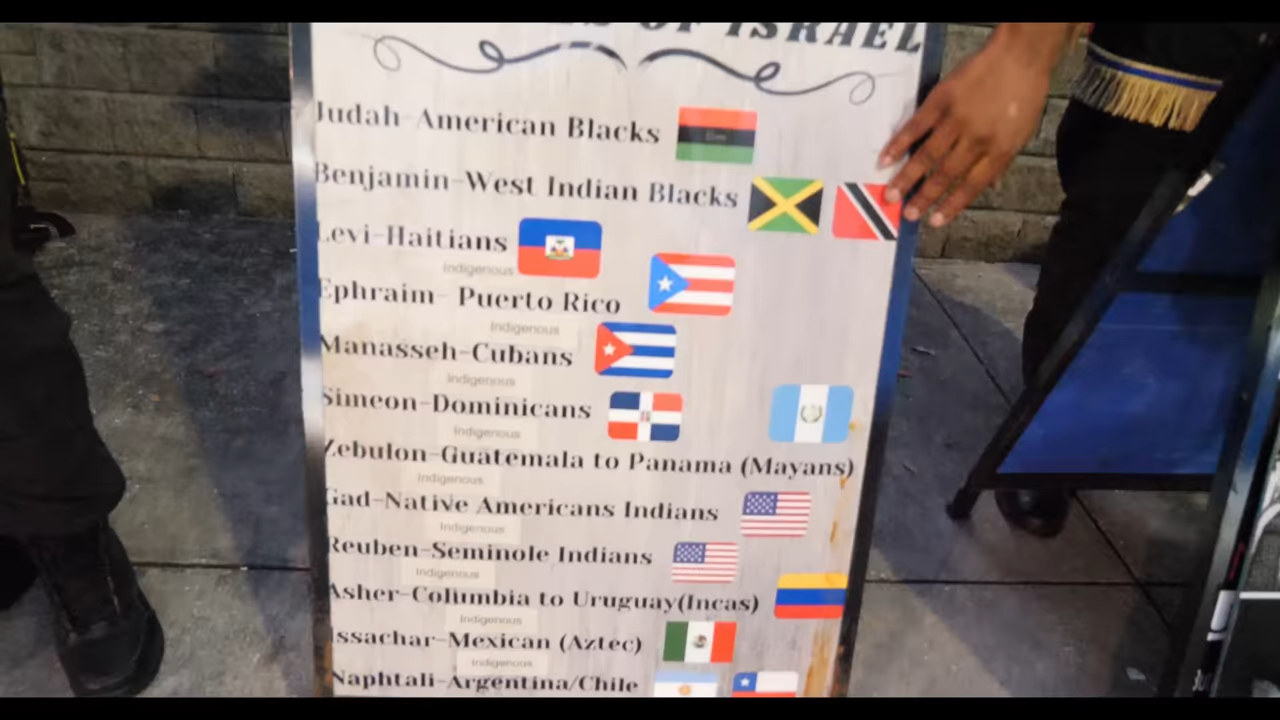 OF ISRAEL
Judah-American Blacks
Benjamin-West Indian Blacks
Levi-Haitians
Indigenous
Ephraim- Puerto Rico
Indigenous
Manasseh-Cubans
Indigenous
Simeon-Dominicans
Indigenous
Zebulon-Guatemala to Panama (Mayans)
Indigenous
Gad-Native Americans Indians
Indigenous
Reuben-Seminole Indians
Indigenous
Asher-Columbia to Uruguay(Incas)
Indigenous
Issachar-Mexican (Aztec)
Indigenous
Naphtali-Argentina/Chile